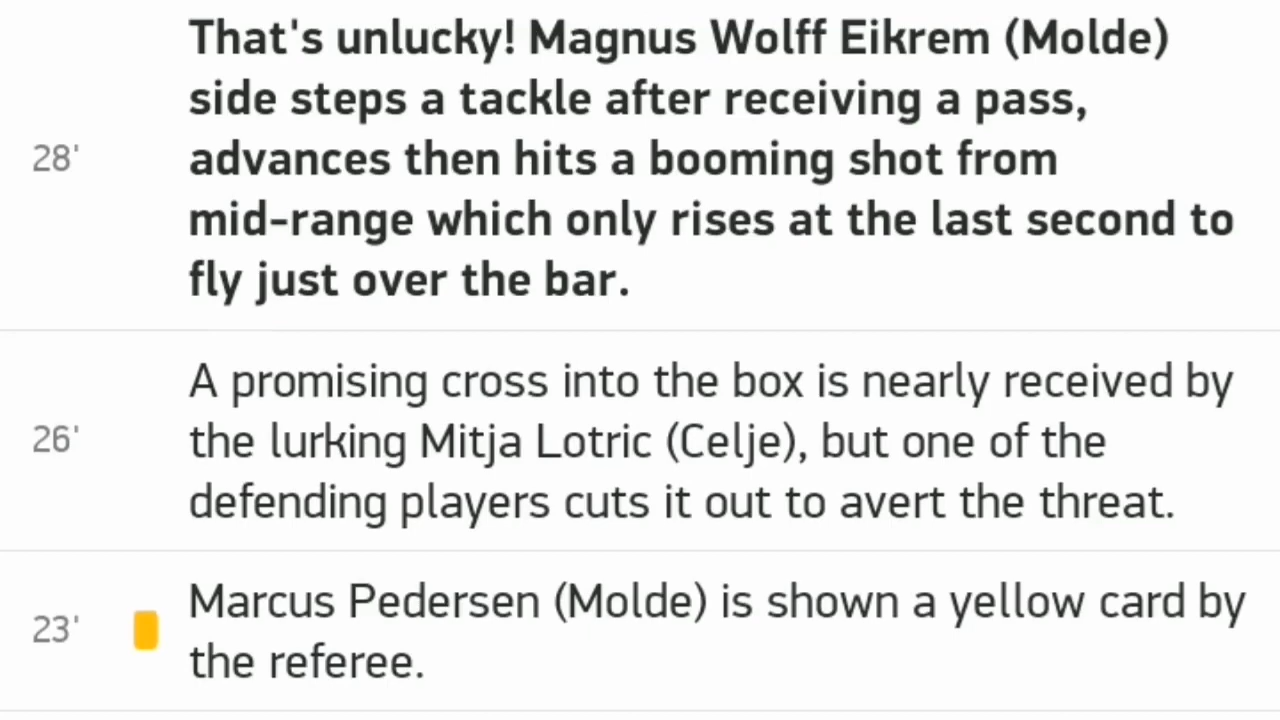 That's unlucky! Magnus Wolff Eikrem (Molde)
side steps a tackle after receiving a pass,
28'
advances then hits a booming shot from
mid-range which only rises at the last second to
fly just over the bar.
A promising cross into the box is nearly received by
26'
the lurking Mitja Lotric (Celje), but one of the
defending players cuts it out to avert the threat.
23'
Marcus Pedersen (Molde) is shown a yellow card by
the referee.